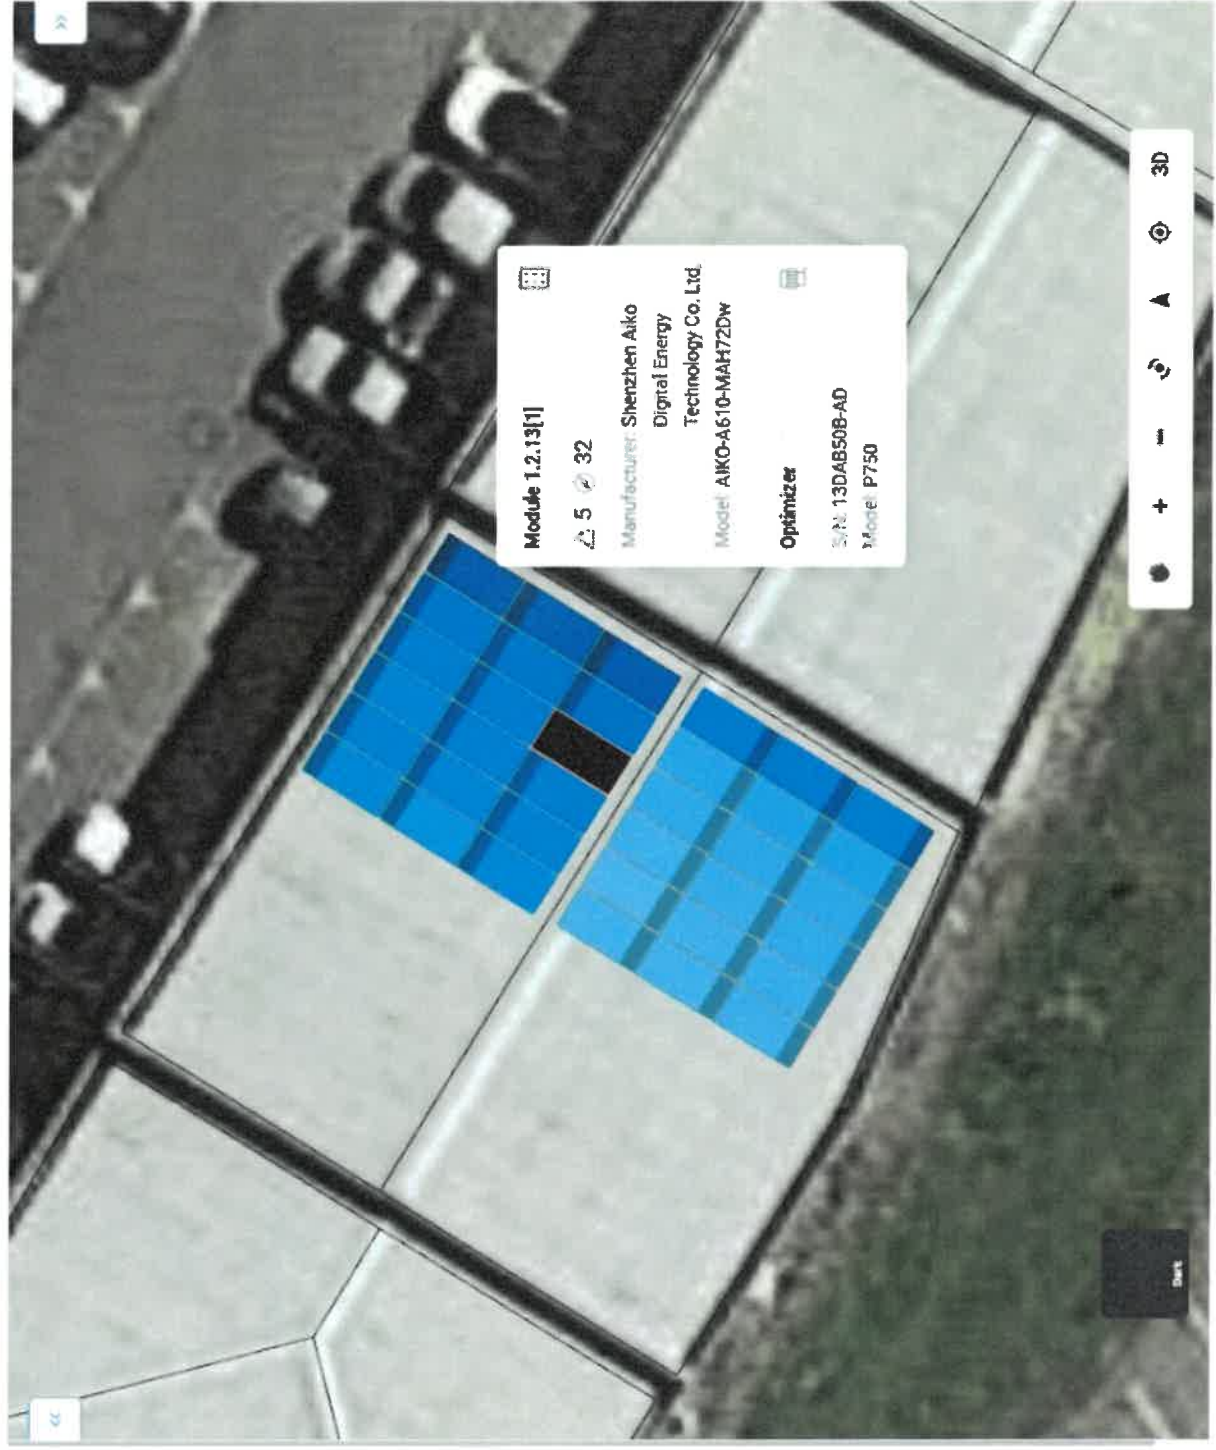 Module 1.2.13[1]
5 32
Manufacturer: Shenzhen Aiko
Digital Energy
Technology Co. Ltd.
Model: AIKO-A610-MAH72Dw
Optimizer
S/N: 13DAB50B-AD
Model: P750
3D
Dark